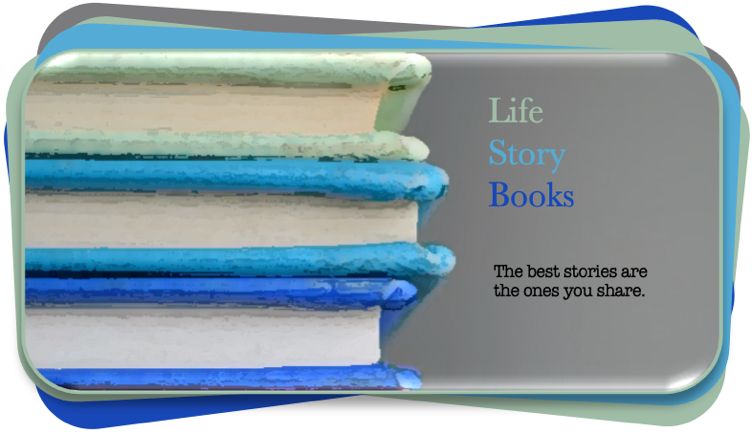 Life
Story
Books
The best stories are
the ones you share.